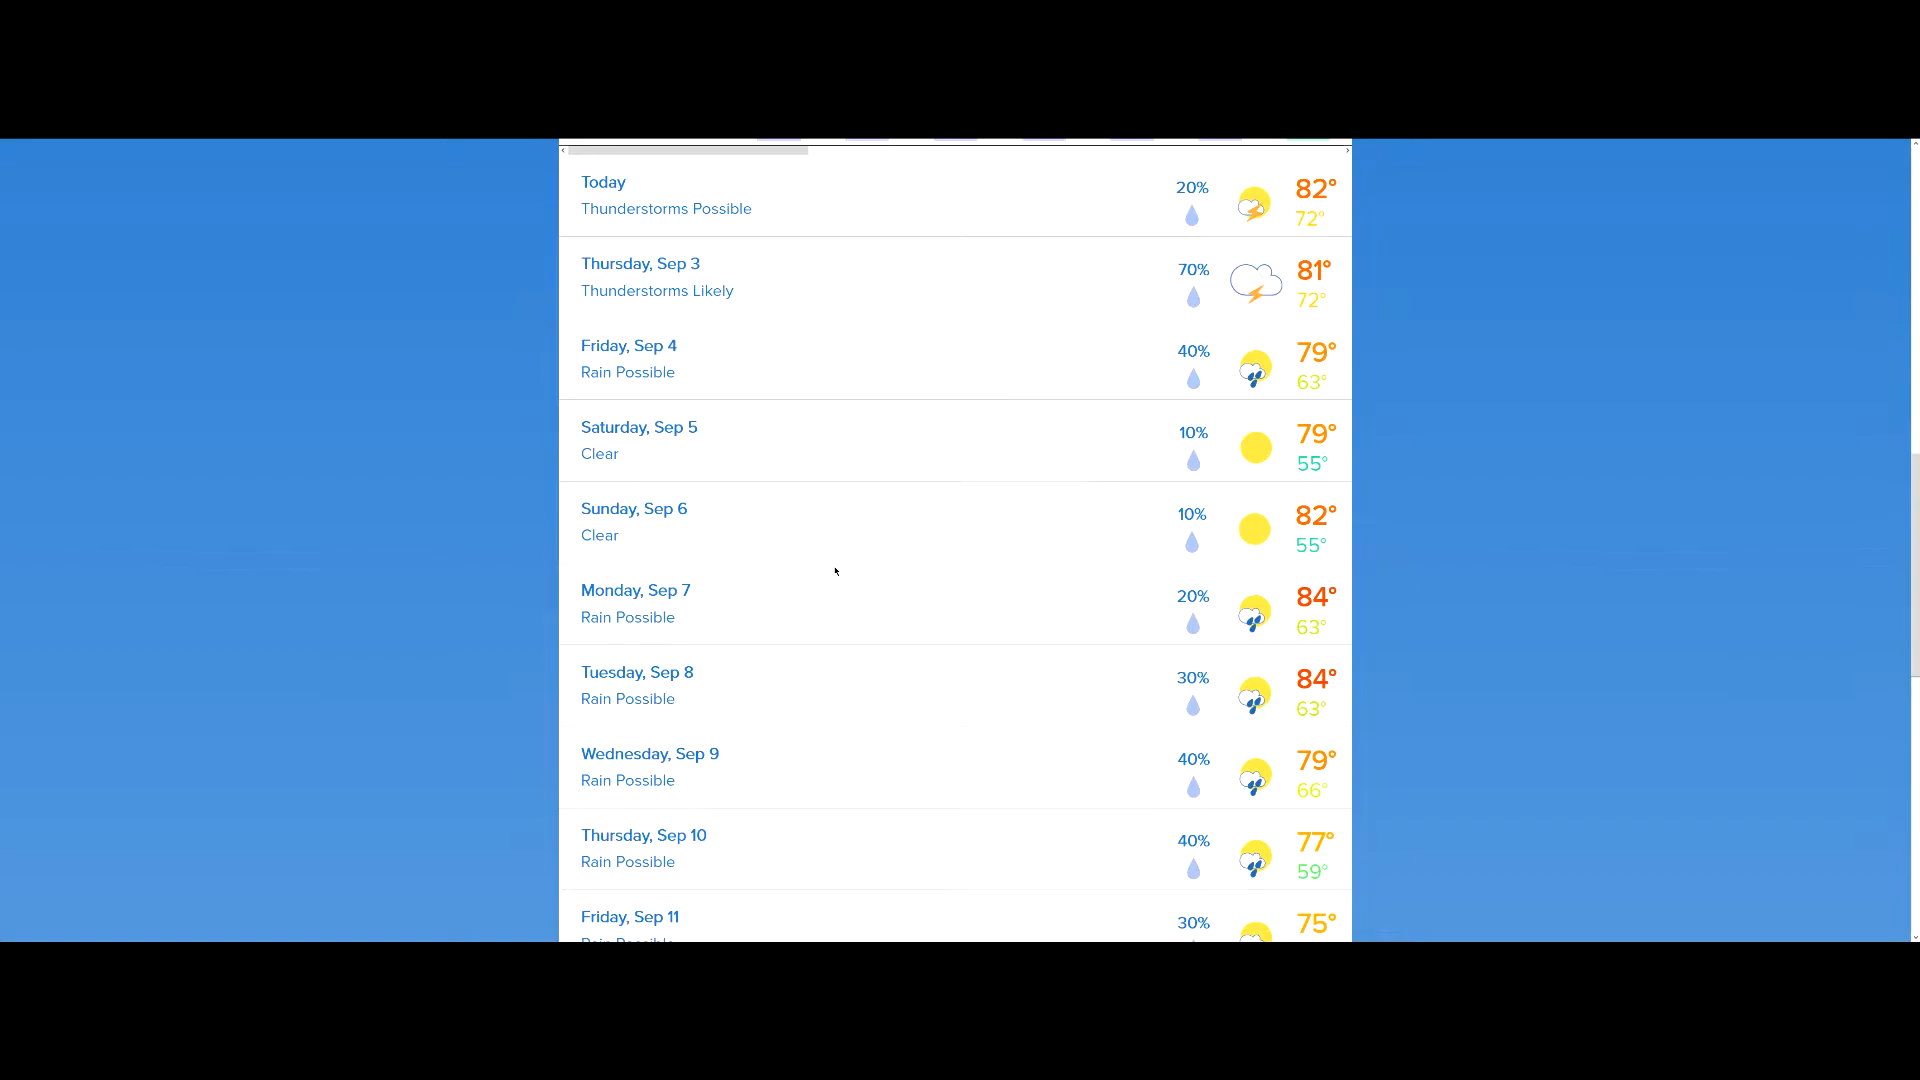 Today
Thunderstorms Possible
20%
82°
72°
Thursday, Sep 3
Thunderstorms Likely
70%
81°
72°
Friday, Sep 4
Rain Possible
40%
79°
63°
Saturday, Sep 5
Clear
10%
79°
55°
Sunday, Sep 6
Clear
10%
82°
55°
Monday, Sep 7
Rain Possible
20%
84°
63°
Tuesday, Sep 8
Rain Possible
30%
84°
63°
Wednesday, Sep 9
Rain Possible
40%
79°
66°
Thursday, Sep 10
Rain Possible
40%
77°
59°
Friday, Sep 11
30%
75°